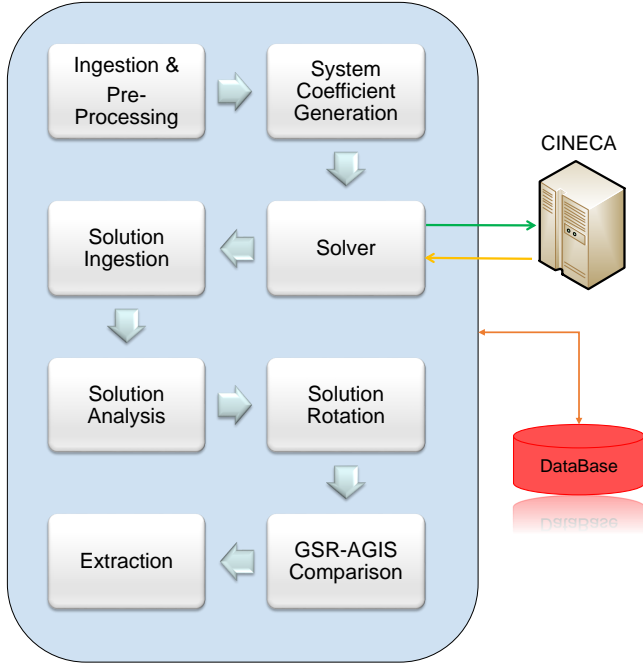 Ingestion &
Pre-
Processing
System
Coefficient
Generation
CINECA
Solution
Ingestion
Solver
Solution
Analysis
Solution
Rotation
DataBase
Extraction
GSR-AGIS
Comparison